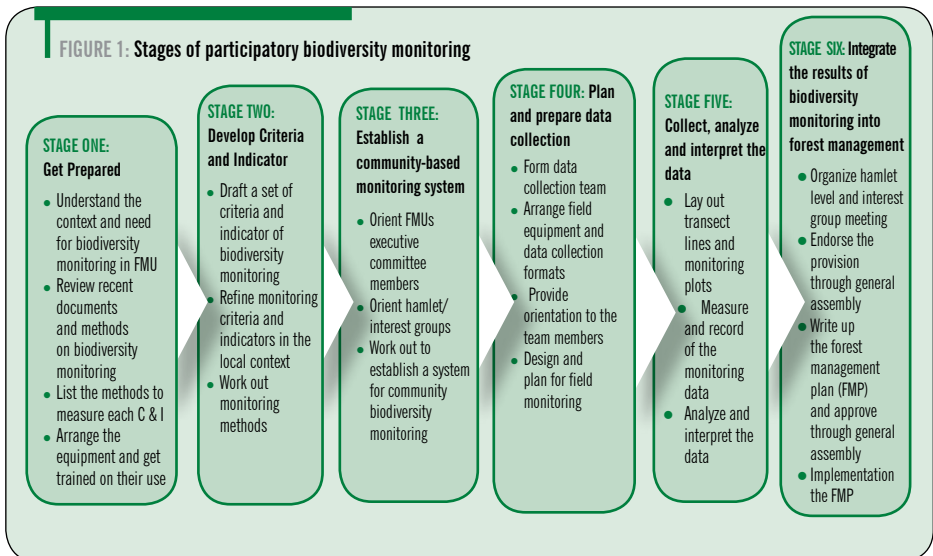 FIGURE 1: Stages of participatory biodiversity monitoring
STAGE ONE:
Get Prepared
• Understand the
context and need
for biodiversity
monitoring in FMU
• Review recent
documents
and methods
on biodiversity
monitoring
• List the methods to
measure each C & I
• Arrange the
equipment and get
trained on their use
STAGE TWO:
Develop Criteria
and Indicator
• Draft a set of
criteria and
indicator of
biodiversity
monitoring
• Refine monitoring
criteria and
indicators in the
local context
• Work out
monitoring
methods
STAGE THREE:
Establish a
community-based
monitoring system
• Orient FMUs
executive
committee
members
• Orient hamlet/
interest groups
• Work out to
establish a system
for community
biodiversity
monitoring
STAGE FOUR: Plan
and prepare data
collection
• Form data
collection team
• Arrange field
equipment and
data collection
formats
• Provide
orientation to the
team members
• Design and
plan for field
monitoring
STAGE FIVE:
Collect, analyze
and interpret the
data
• Lay out
transect
lines and
monitoring
plots
• Measure
and record
of the
monitoring
data
• Analyze and
interpret the
data
STAGE SIX: Integrate
the results of
biodiversity
monitoring into
forest management
• Organize hamlet
level and interest
group meeting
• Endorse the
provision
through general
assembly
• Write up
the forest
management
plan (FMP)
and approve
through general
assembly
• Implementation
the FMP